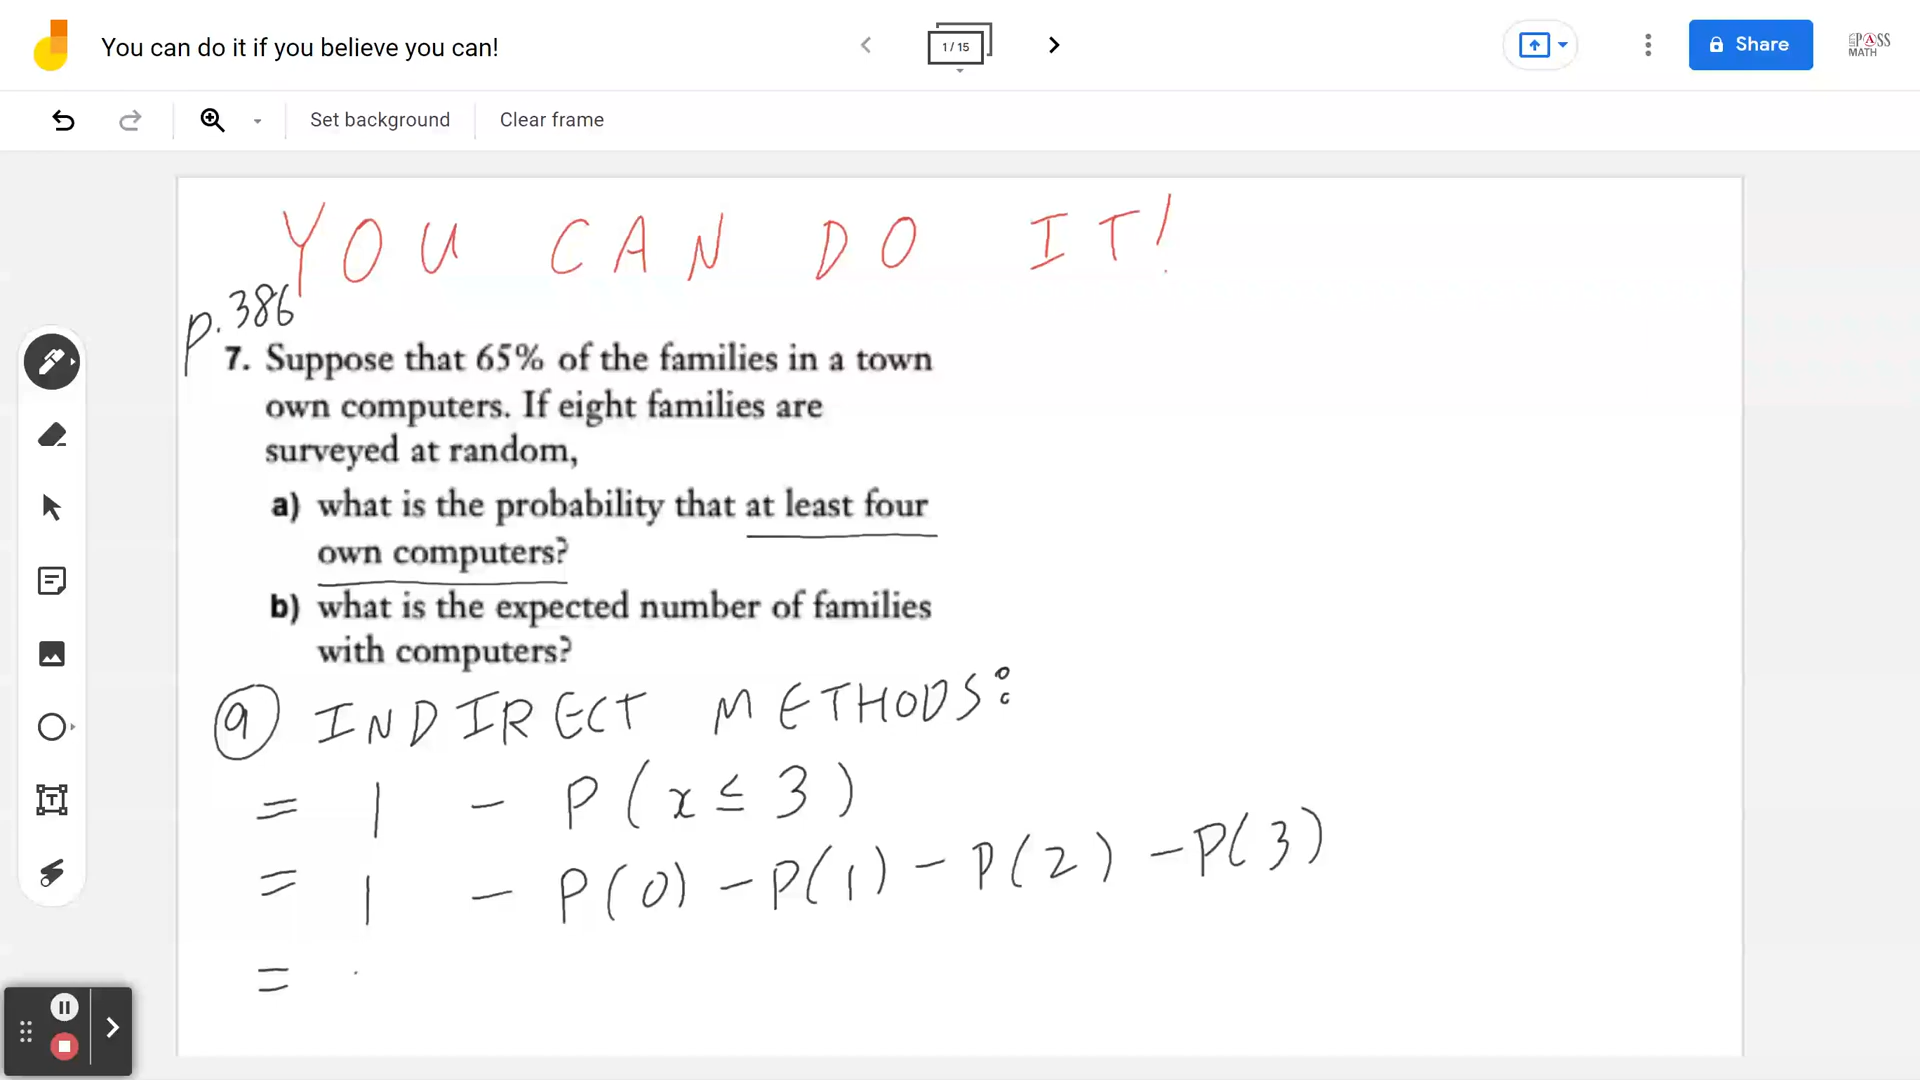 You can do it if you believe you can!
1 / 15
Share
PASS
MATH
Set background
Clear frame
YOU CAN DO IT!
p. 386
7. Suppose that 65% of the families in a town
own computers. If eight families are
surveyed at random,
a) what is the probability that at least four
own computers?
b) what is the expected number of families
with computers?
a INDIRECT METHODS:
= 1 - P(x ≤ 3)
= 1 - P(0) - P(1) - P(2) - P(3)
=